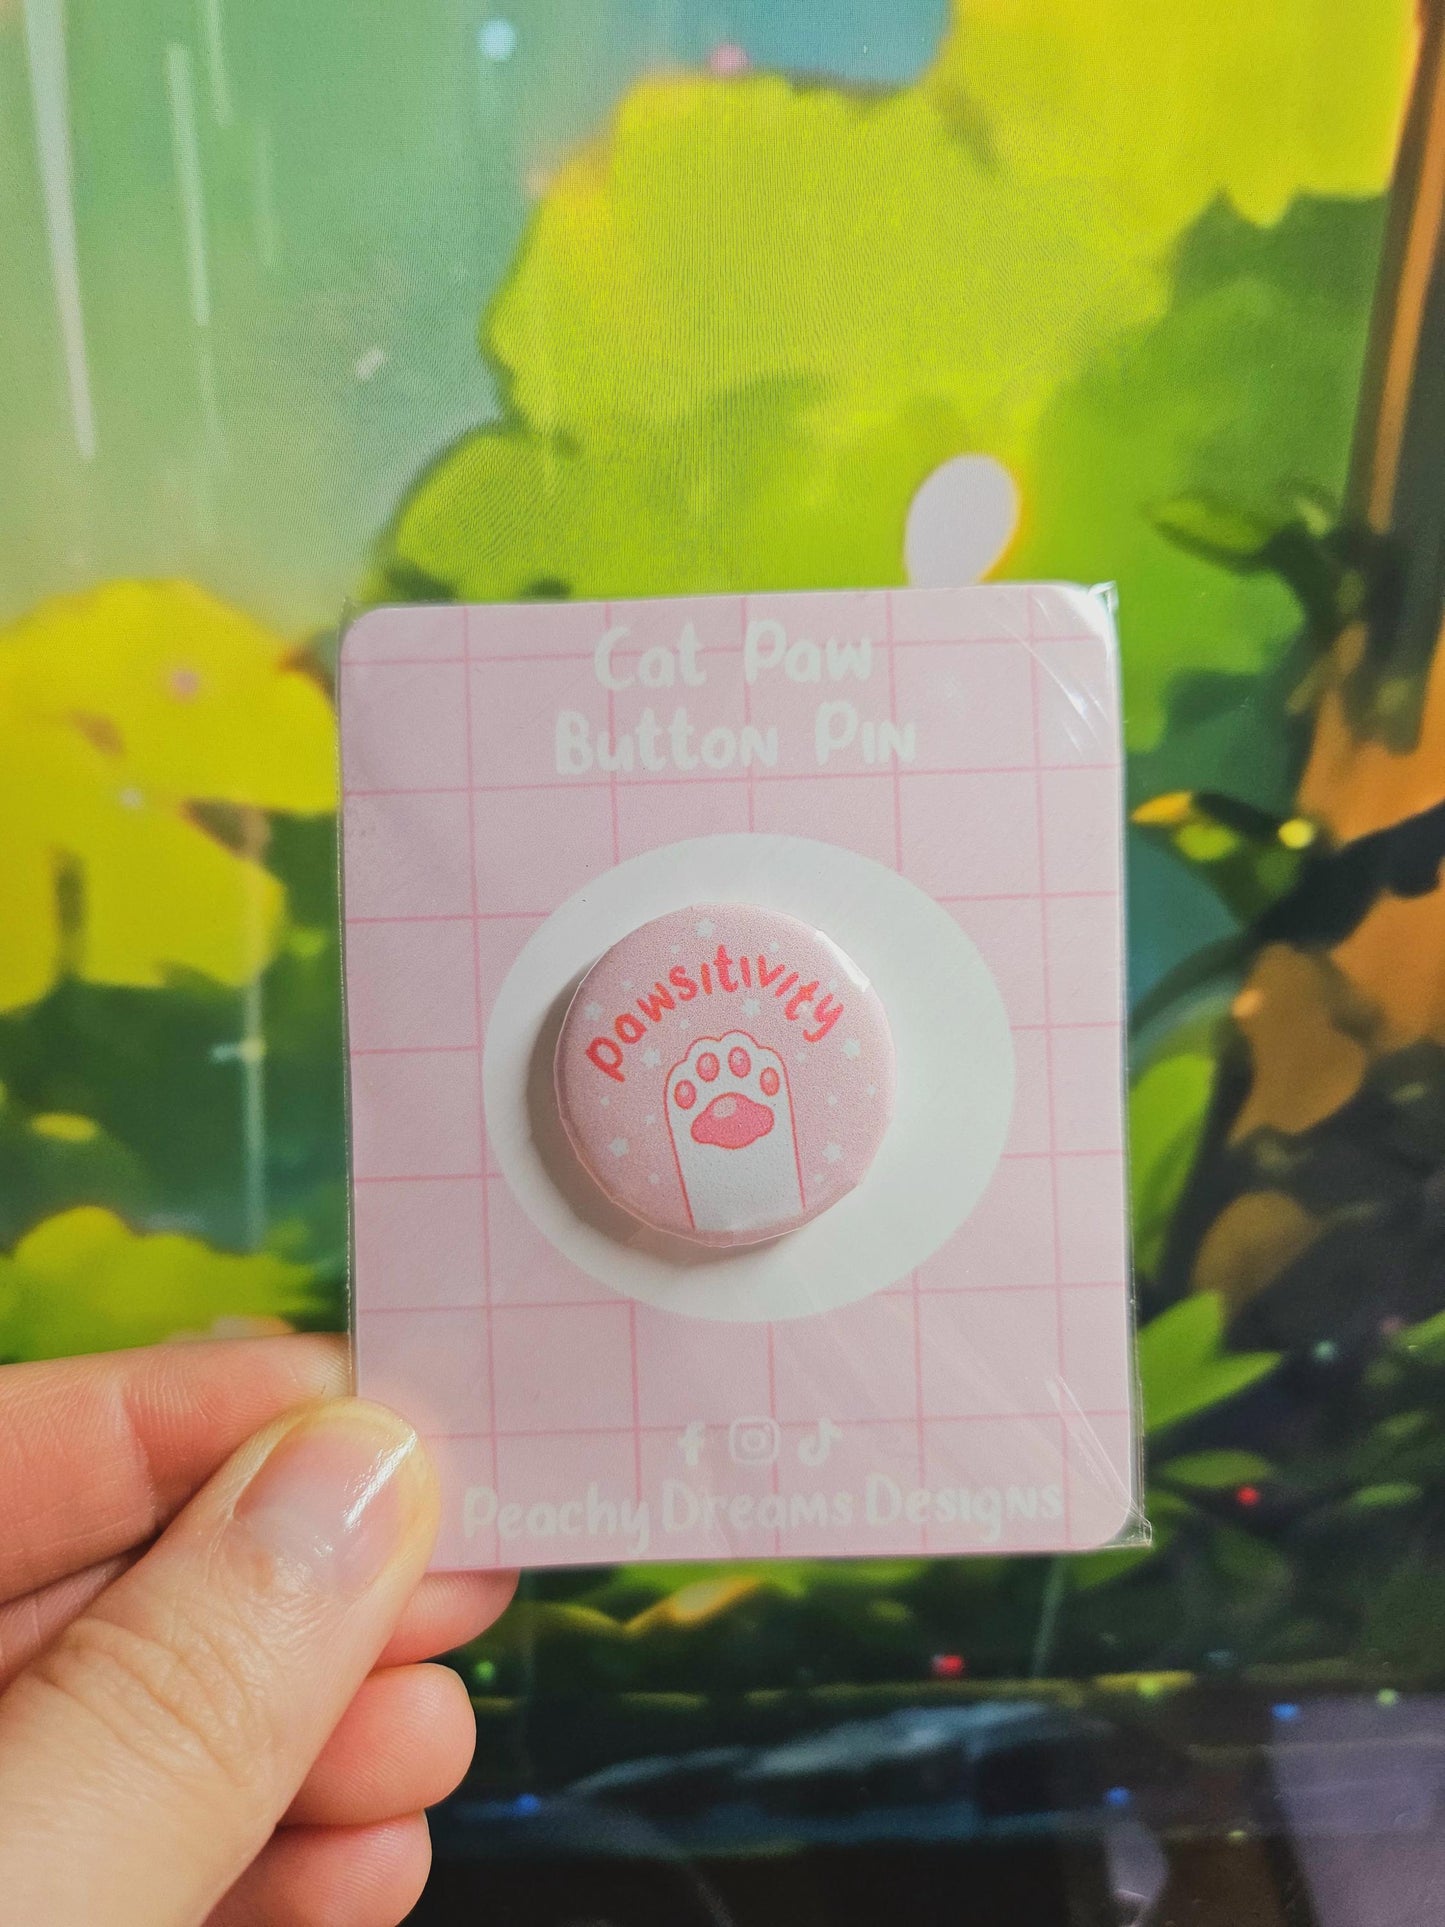 Cat Paw
Button Pin
pawsitivity
Peachy Dreams Designs